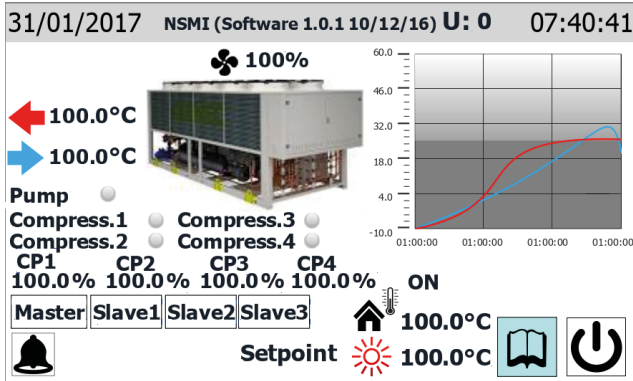 31/01/2017 NSMI (Software 1.0.1 10/12/16) U: 0 07:40:41
100%
100.0°C
100.0°C
60.0
46.0
32.0
18.0
4.0
-10.0
01:00:00 01:00:00 01:00:00 01:00:00
Pump
Compress.1 Compress.3
Compress.2 Compress.4
CP1 CP2 CP3 CP4
100.0% 100.0% 100.0% 100.0%
ON
Master Slave1 Slave2 Slave3
100.0°C
Setpoint 100.0°C